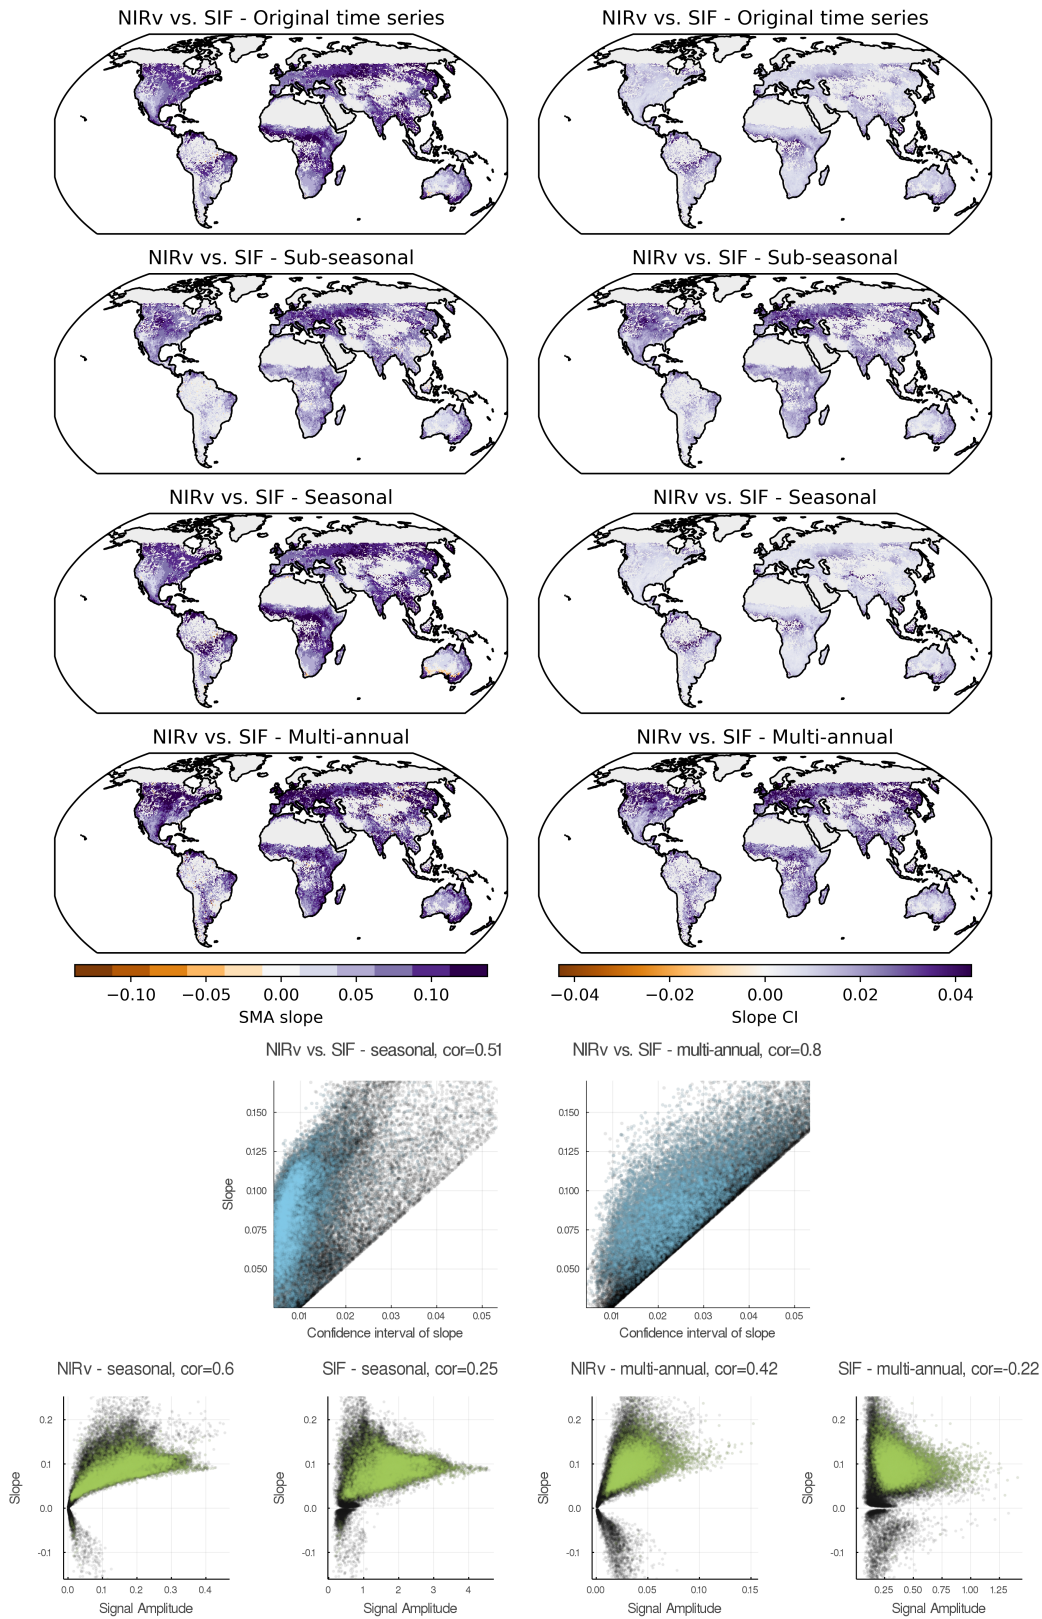 NIRv vs. SIF - Original time series
NIRv vs. SIF - Original time series
NIRv vs. SIF - Sub-seasonal
NIRv vs. SIF - Sub-seasonal
NIRv vs. SIF - Seasonal
NIRv vs. SIF - Seasonal
NIRv vs. SIF - Multi-annual
NIRv vs. SIF - Multi-annual
−0.10 −0.05 0.00 0.05 0.10
SMA slope
−0.04 −0.02 0.00 0.02 0.04
Slope CI
NIRv vs. SIF - seasonal, cor=0.51
0.150
0.125
0.100
0.075
0.050
Slope
0.01 0.02 0.03 0.04 0.05
Confidence interval of slope
NIRv vs. SIF - multi-annual, cor=0.8
0.150
0.125
0.100
0.075
0.050
0.01 0.02 0.03 0.04 0.05
Confidence interval of slope
NIRv - seasonal, cor=0.6
0.2
0.1
0.0
-0.1
Slope
0.0 0.1 0.2 0.3 0.4
Signal Amplitude
SIF - seasonal, cor=0.25
0.2
0.1
0.0
-0.1
Slope
0 1 2 3 4
Signal Amplitude
NIRv - multi-annual, cor=0.42
0.2
0.1
0.0
-0.1
Slope
0.00 0.05 0.10 0.15
Signal Amplitude
SIF - multi-annual, cor=-0.22
0.2
0.1
0.0
-0.1
Slope
0.25 0.50 0.75 1.00 1.25
Signal Amplitude